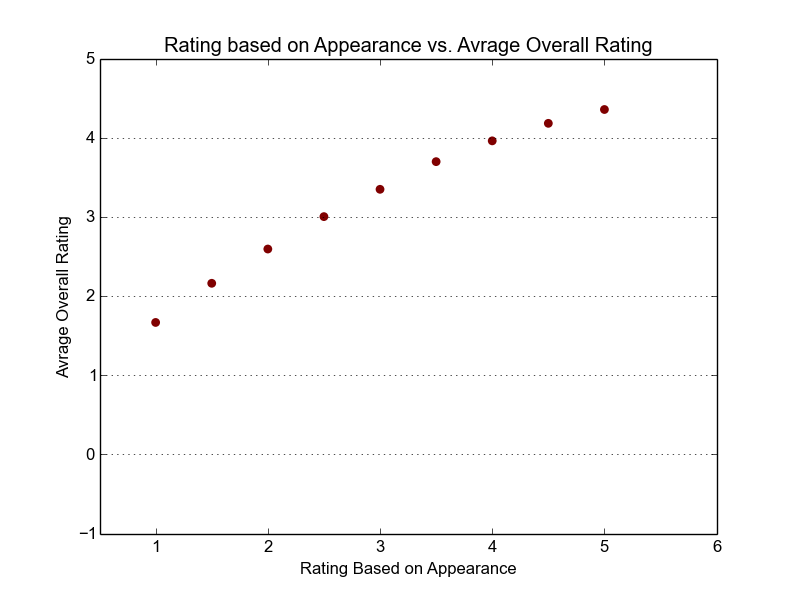 Rating based on Appearance vs. Avrage Overall Rating
5
4
3
2
1
0
−1
Avrage Overall Rating
1 2 3 4 5 6
Rating Based on Appearance